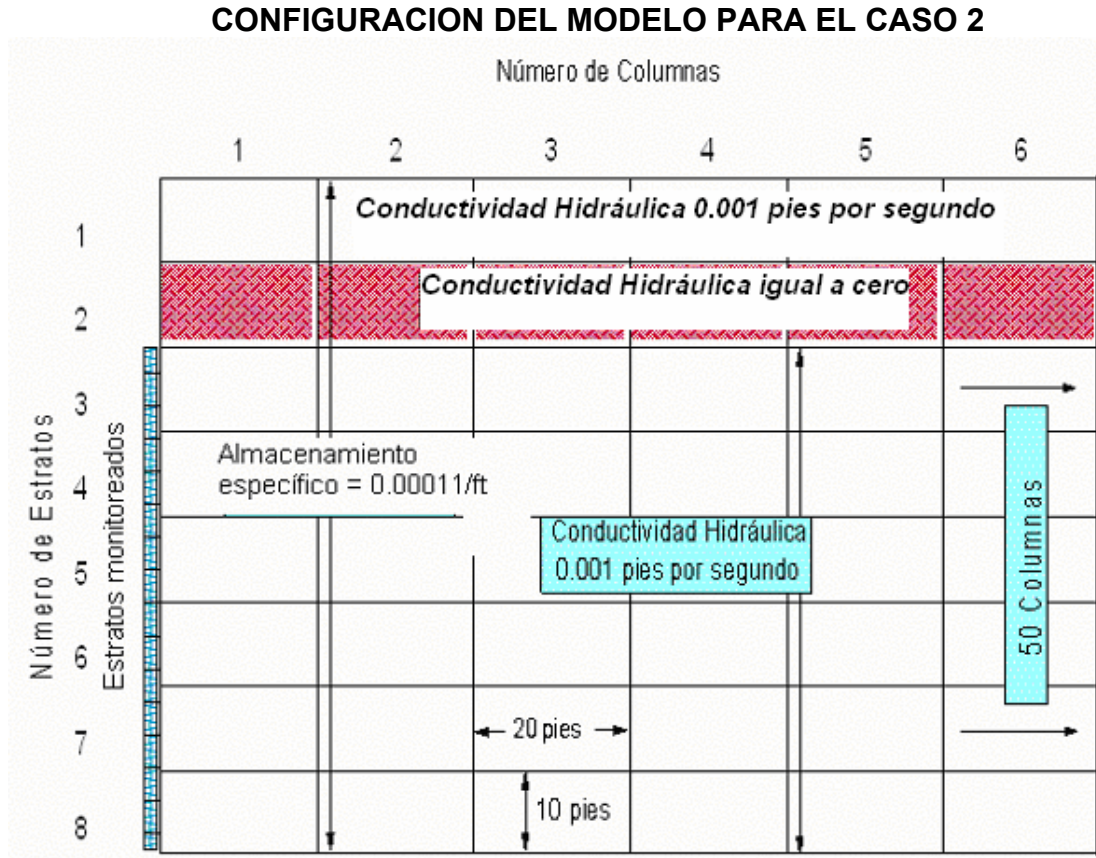 CONFIGURACION DEL MODELO PARA EL CASO 2
Número de Columnas
1 2 3 4 5 6
Conductividad Hidráulica 0.001 pies por segundo
1
Conductividad Hidráulica igual a cero
2
3
Almacenamiento
específico = 0.00011/ft
4
Conductividad Hidráulica
0.001 pies por segundo
5
6
7
20 pies
10 pies
8
Número de Estratos
Estratos monitoreados
50 Columnas